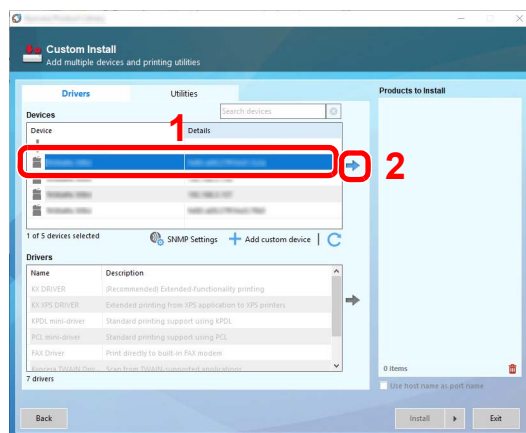 Custom Install
Add multiple devices and printing utilities
Drivers
Utilities
Products to Install
Devices
Search devices
1
Device
Details
2
1 of 5 devices selected
SNMP Settings
Add custom device
Drivers
Name
Description
KX DRIVER
(Recommended) Extended-functionality printing
KX XPS DRIVER
Extended printing from XPS application to XPS printers
KPDL mini-driver
Standard printing support using KPDL
PCL mini-driver
Standard printing support using PCL
FAX Driver
Print directly to built-in FAX modem
Scan from TWAIN-supported applications
7 drivers
0 items
Use host name as port name
Back
Install
Exit